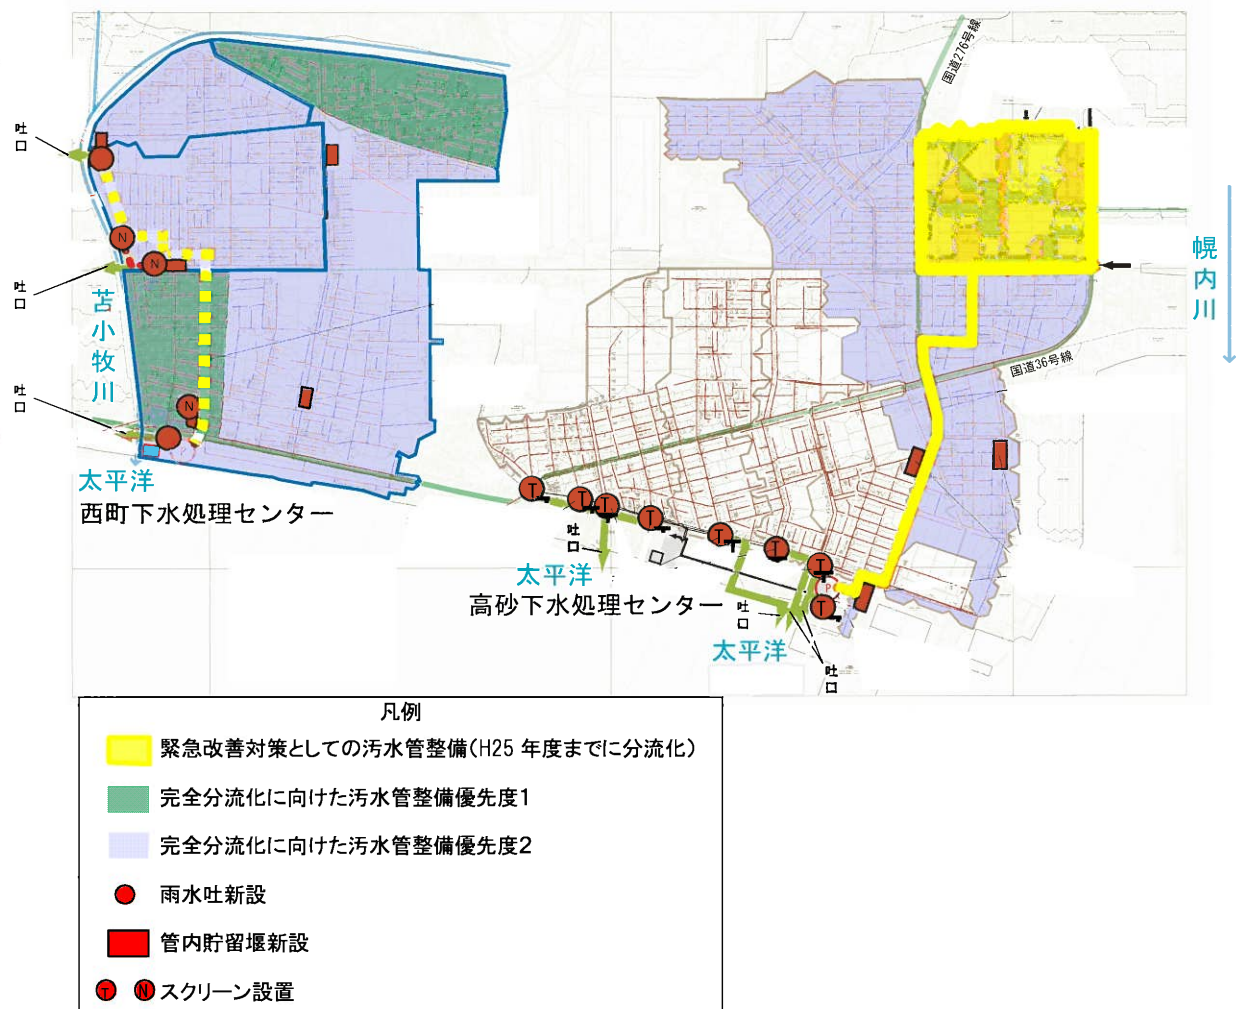 国道276号線
吐
口
吐
口
幌
内
川
苫
小
牧
川
国道36号線
吐
口
N
N
N
太平洋
西町下水処理センター
T
T
T
T
T
T
T
T
P
吐
口
太平洋
高砂下水処理センター
吐
口
太平洋
吐
口
凡例
緊急改善対策としての汚水管整備(H25 年度までに分流化)
完全分流化に向けた汚水管整備優先度1
完全分流化に向けた汚水管整備優先度2
雨水吐新設
管内貯留堰新設
T N スクリーン設置